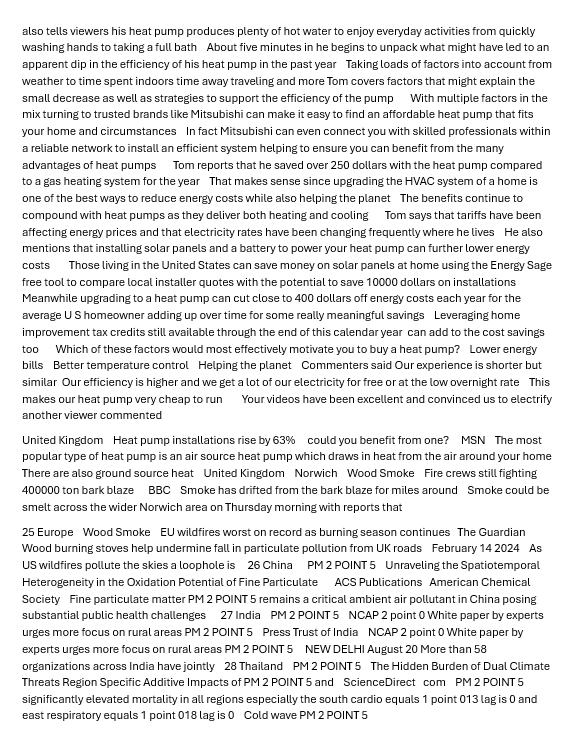 also tells viewers his heat pump produces plenty of hot water to enjoy everyday activities from quickly
washing hands to taking a full bath About five minutes in he begins to unpack what might have led to an
apparent dip in the efficiency of his heat pump in the past year Taking loads of factors into account from
weather to time spent indoors time away traveling and more Tom covers factors that might explain the
small decrease as well as strategies to support the efficiency of the pump With multiple factors in the
mix turning to trusted brands like Mitsubishi can make it easy to find an affordable heat pump that fits
your home and circumstances In fact Mitsubishi can even connect you with skilled professionals within
a reliable network to install an efficient system helping to ensure you can benefit from the many
advantages of heat pumps Tom reports that he saved over 250 dollars with the heat pump compared
to a gas heating system for the year That makes sense since upgrading the HVAC system of a home is
one of the best ways to reduce energy costs while also helping the planet The benefits continue to
compound with heat pumps as they deliver both heating and cooling Tom says that tariffs have been
affecting energy prices and that electricity rates have been changing frequently where he lives He also
mentions that installing solar panels and a battery to power your heat pump can further lower energy
costs Those living in the United States can save money on solar panels at home using the Energy Sage
free tool to compare local installer quotes with the potential to save 10000 dollars on installations
Meanwhile upgrading to a heat pump can cut close to 400 dollars off energy costs each year for the
average U S homeowner adding up over time for some really meaningful savings Leveraging home
improvement tax credits still available through the end of this calendar year can add to the cost savings
too Which of these factors would most effectively motivate you to buy a heat pump? Lower energy
bills Better temperature control Helping the planet Commenters said Our experience is shorter but
similar Our efficiency is higher and we get a lot of our electricity for free or at the low overnight rate This
makes our heat pump very cheap to run Your videos have been excellent and convinced us to electrify
another viewer commented
United Kingdom Heat pump installations rise by 63% could you benefit from one? MSN The most
popular type of heat pump is an air source heat pump which draws in heat from the air around your home
There are also ground source heat United Kingdom Norwich Wood Smoke Fire crews still fighting
400000 ton bark blaze BBC Smoke has drifted from the bark blaze for miles around Smoke could be
smelt across the wider Norwich area on Thursday morning with reports that
25 Europe Wood Smoke EU wildfires worst on record as burning season continues The Guardian
Wood burning stoves help undermine fall in particulate pollution from UK roads February 14 2024 As
US wildfires pollute the skies a loophole is 26 China PM 2 POINT 5 Unraveling the Spatiotemporal
Heterogeneity in the Oxidation Potential of Fine Particulate ACS Publications American Chemical
Society Fine particulate matter PM 2 POINT 5 remains a critical ambient air pollutant in China posing
substantial public health challenges 27 India PM 2 POINT 5 NCAP 2 point 0 White paper by experts
urges more focus on rural areas PM 2 POINT 5 Press Trust of India NCAP 2 point 0 White paper by
experts urges more focus on rural areas PM 2 POINT 5 NEW DELHI August 20 More than 58
organizations across India have jointly 28 Thailand PM 2 POINT 5 The Hidden Burden of Dual Climate
Threats Region Specific Additive Impacts of PM 2 POINT 5 and ScienceDirect com PM 2 POINT 5
significantly elevated mortality in all regions especially the south cardio equals 1 point 013 lag is 0 and
east respiratory equals 1 point 018 lag is 0 Cold wave PM 2 POINT 5